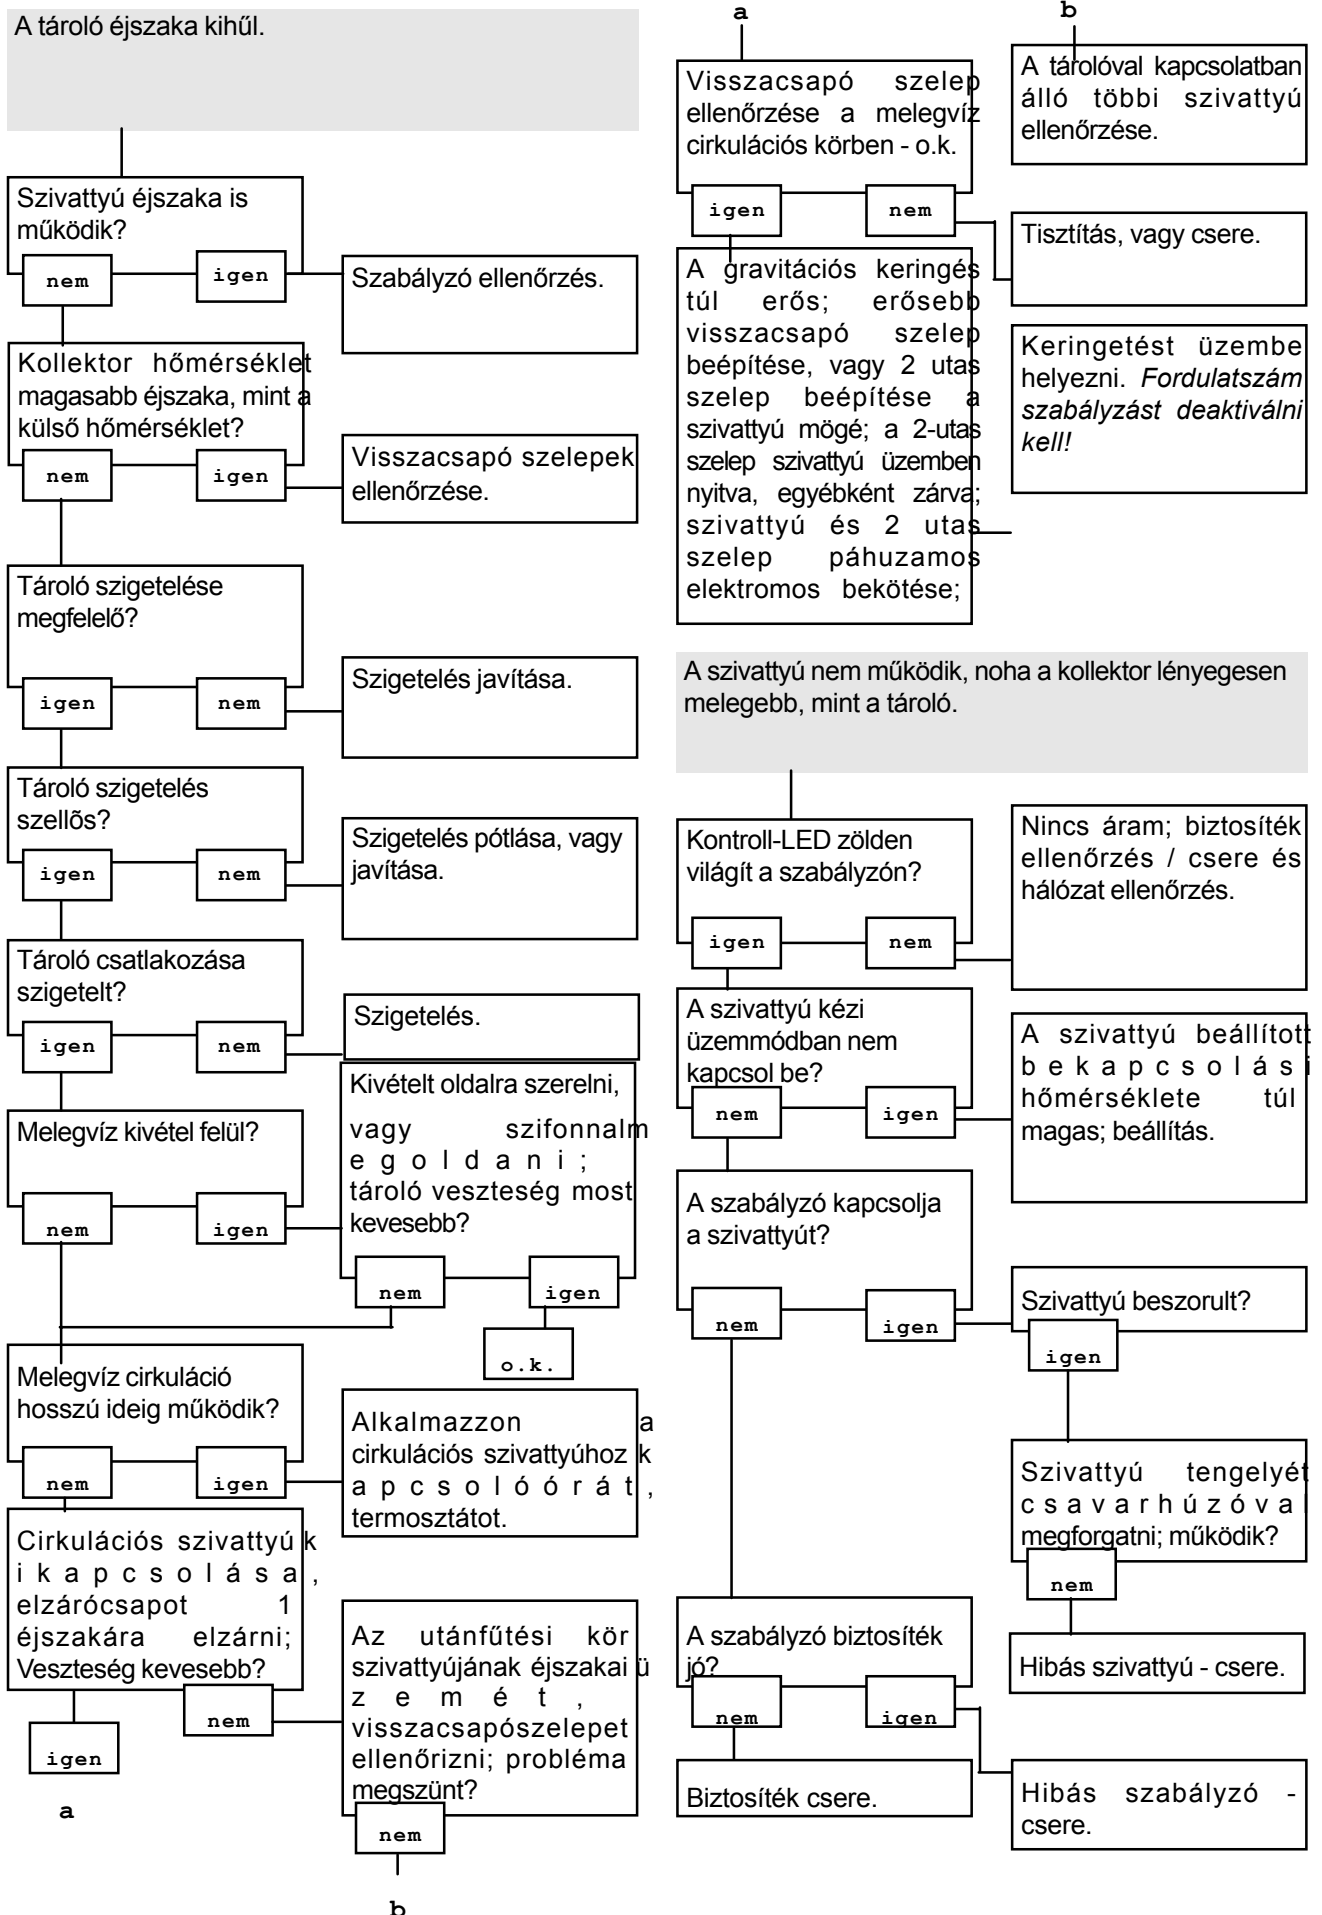 A tároló éjszaka kihűl.
Szivattyú éjszaka is
működik?
nem
igen
Szabályzó ellenőrzés.
Kollektor hőmérséklet
magasabb éjszaka, mint a
külső hőmérséklet?
nem
igen
Visszacsapó szelepek
ellenőrzése.
Tároló szigetelése
megfelelő?
igen
nem
Szigetelés javítása.
Tároló szigetelés
szellõs?
igen
nem
Szigetelés pótlása, vagy
javítása.
Tároló csatlakozása
szigetelt?
igen
nem
Szigetelés.
Melegvíz kivétel felül?
nem
igen
Kivételt oldalra szerelni,
vagy szifonnalm
egoldani;
tároló veszteség most
kevesebb?
nem
igen
o.k.
Melegvíz cirkuláció
hosszú ideig működik?
nem
igen
Alkalmazzon a
cirkulációs szivattyúhoz k
apcsolóórát,
termosztátot.
Cirkulációs szivattyú k
ikapcsolása,
elzárócsapot 1
éjszakára elzárni;
Veszteség kevesebb?
igen
nem
a
Az utánfűtési kör
szivattyújának éjszakai ü
zemét,
visszacsapószelepet
ellenőrizni; probléma
megszünt?
nem
b
a
Visszacsapó szelep
ellenőrzése a melegvíz
cirkulációs körben - o.k.
igen
nem
A gravitációs keringés
túl erős; erősebb
visszacsapó szelep
beépítése, vagy 2 utas
szelep beépítése a
szivattyú mögé; a 2-utas
szelep szivattyú üzemben
nyitva, egyébként zárva;
szivattyú és 2 utas
szelep páhuzamos
elektromos bekötése;
b
A tárolóval kapcsolatban
álló többi szivattyú
ellenőrzése.
Tisztítás, vagy csere.
Keringetést üzembe
helyezni. Fordulatszám
szabályzást deaktiválni
kell!
A szivattyú nem működik, noha a kollektor lényegesen
melegebb, mint a tároló.
Kontroll-LED zölden
világít a szabályzón?
igen
nem
Nincs áram; biztosíték
ellenőrzés / csere és
hálózat ellenőrzés.
A szivattyú kézi
üzemmódban nem
kapcsol be?
nem
igen
A szivattyú beállított
bekapcsolási
hőmérséklete túl
magas; beállítás.
A szabályzó kapcsolja
a szivattyút?
nem
igen
Szivattyú beszorult?
igen
Szivattyú tengelyét
csavarhúzóval
megforgatni; működik?
nem
Hibás szivattyú - csere.
A szabályzó biztosíték
jó?
nem
igen
Biztosíték csere.
Hibás szabályzó -
csere.